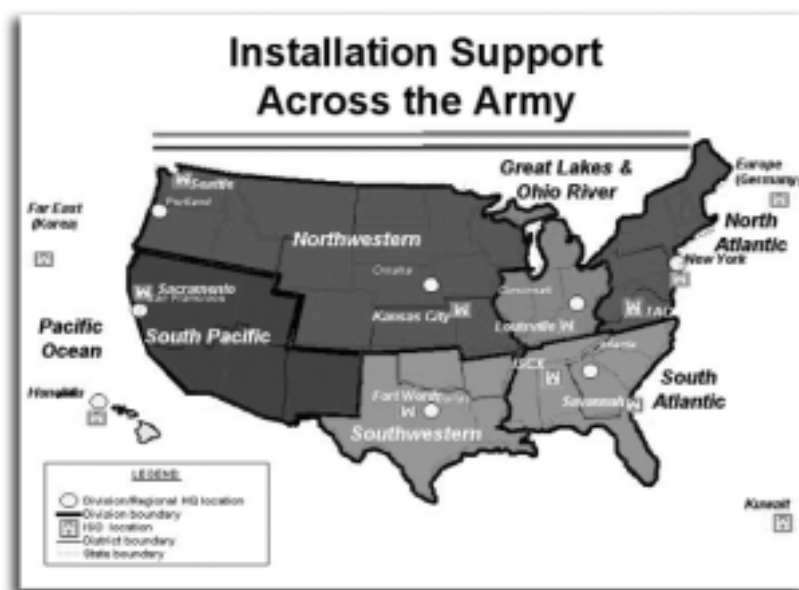 Installation Support
Across the Army
Great Lakes &
Ohio River
Europe
(Germany)
Seattle
Portland
Far East
(Korea)
North
Atlantic
Northwestern
New York
Omaha
Sacramento
San Francisco
Cincinnati
Kansas City
Louisville
TAC
South Pacific
Pacific
Ocean
Atlanta
South
Atlantic
Honolulu
Fort Worth
Dallas
Savannah
Southwestern
LEGEND
Division/Regional HQ location
Division boundary
ISO location
District boundary
State boundary
Kuwait